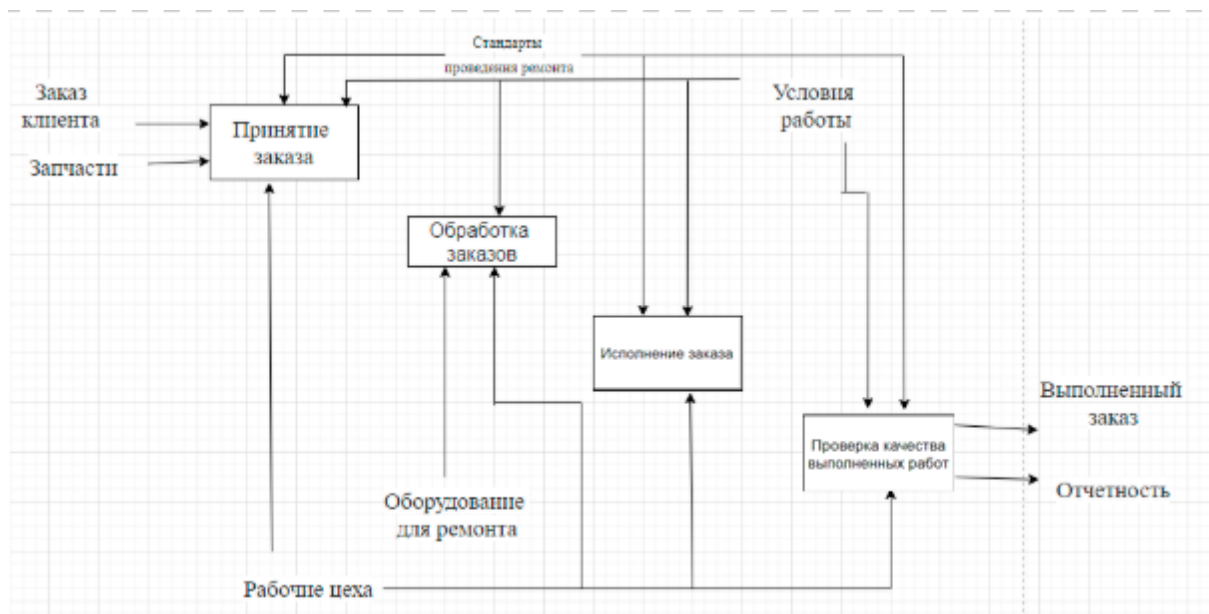 Стандарты
проведения ремонта
Заказ
клиента
Запчасти
Принятие
заказа
Условия
работы
Обработка
заказов
Исполнение заказа
Выполненный
заказ
Проверка качества
выполненных работ
Отчетность
Оборудование
для ремонта
Рабочие цеха